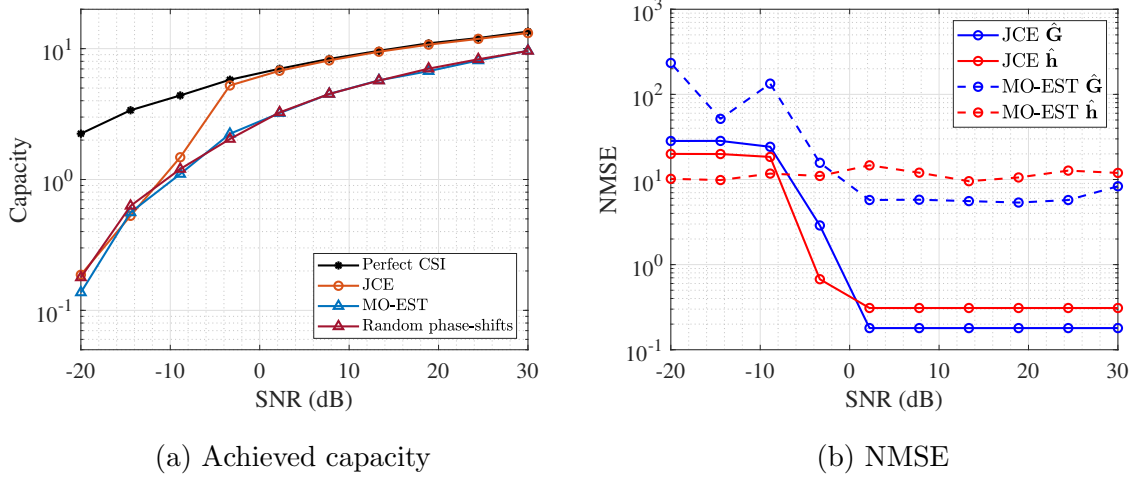 Capacity
10^1
10^0
10^-1
-20 -10 0 10 20 30
SNR (dB)
Perfect CSI
JCE
MO-EST
Random phase-shifts
(a) Achieved capacity
NMSE
10^3
10^2
10^1
10^0
10^-1
-20 -10 0 10 20 30
SNR (dB)
JCE Ĝ
JCE ĥ
MO-EST Ĝ
MO-EST ĥ
(b) NMSE